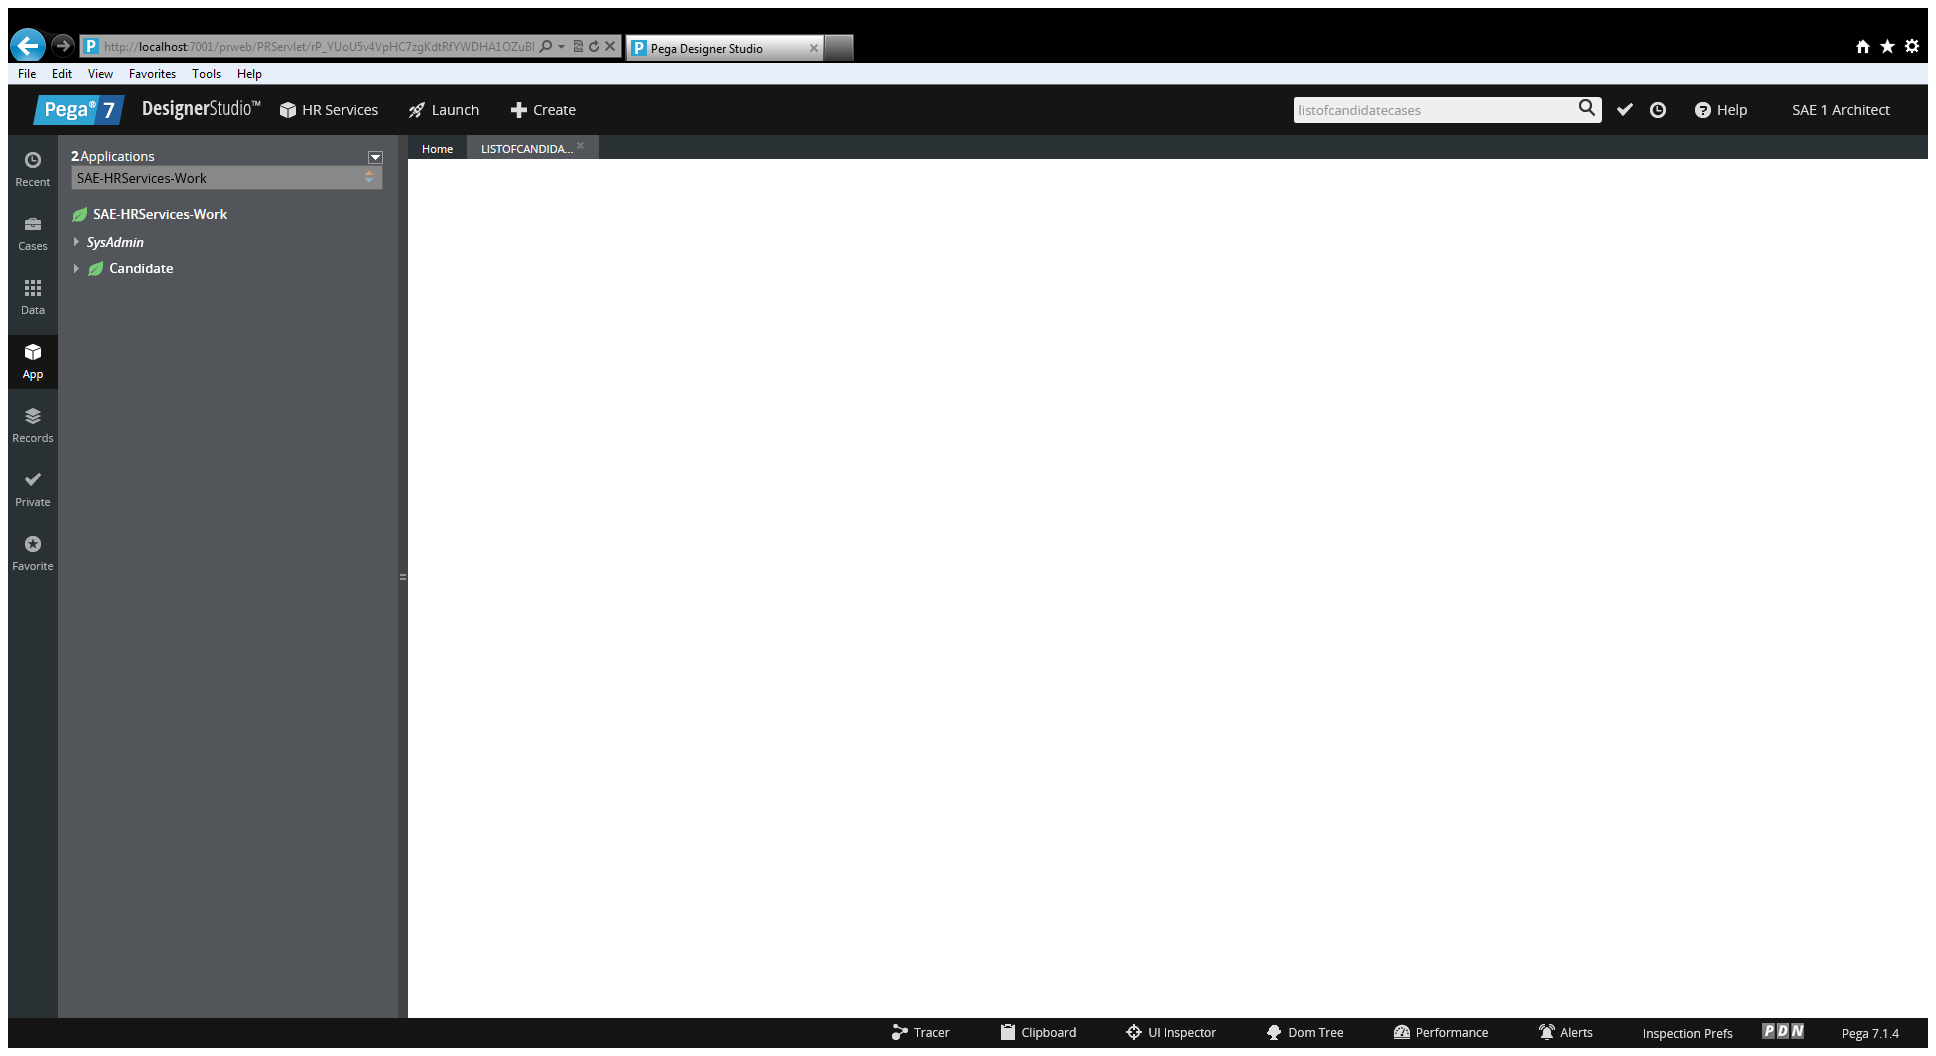 http://localhost:7001/prweb/PRServlet/rP_YUoU5v4VpHC7zgKdtRfYWDHA1OZuBl
P Pega Designer Studio
File Edit View Favorites Tools Help
Pega® 7 DesignerStudio™ HR Services Launch Create
listofcandidatecases
Help
SAE 1 Architect
Recent
Cases
Data
App
Records
Private
Favorite
2 Applications
SAE-HRServices-Work
SAE-HRServices-Work
SysAdmin
Candidate
Home LISTOFCANDIDA...
Tracer Clipboard UI Inspector Dom Tree Performance Alerts Inspection Prefs PDN Pega 7.1.4